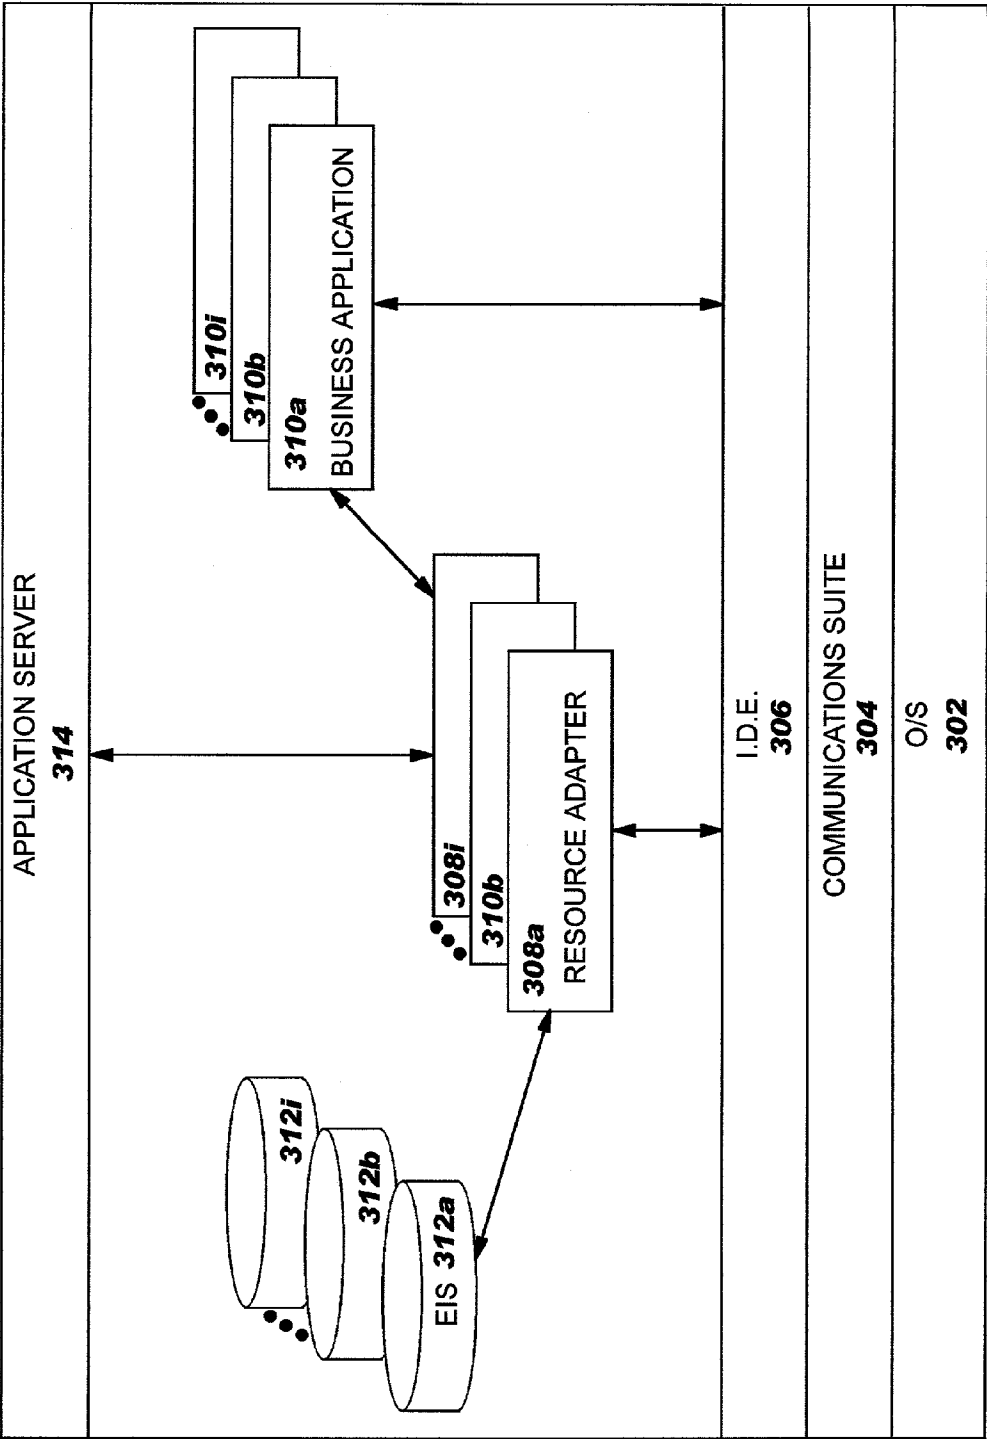 APPLICATION SERVER
314
312i
312b
EIS 312a
308i
310b
308a
RESOURCE ADAPTER
310i
310b
310a
BUSINESS APPLICATION
I.D.E.
306
COMMUNICATIONS SUITE
304
O/S
302